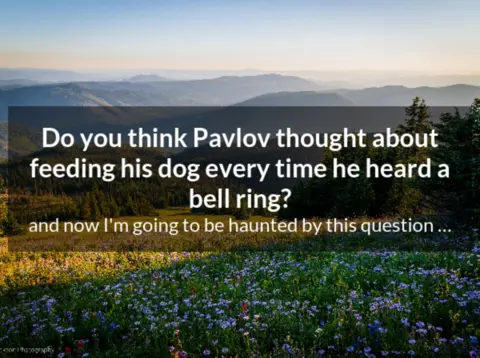 Do you think Pavlov thought about
feeding his dog every time he heard a
bell ring?
and now I'm going to be haunted by this question ...